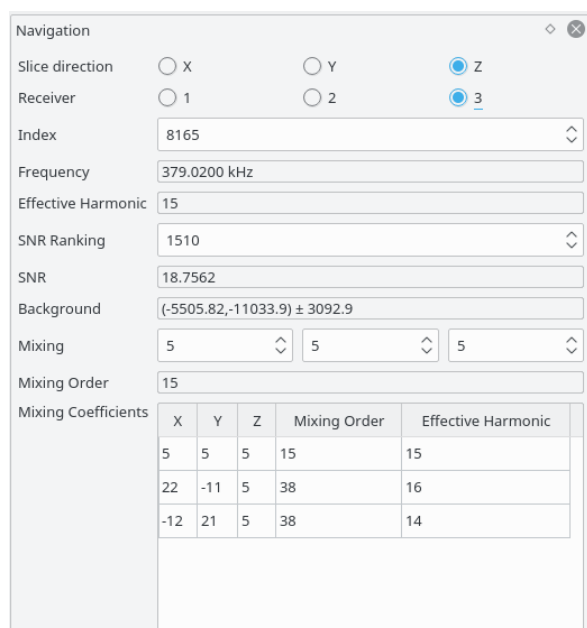 Navigation
Slice direction X Y Z
Receiver 1 2 3
Index 8165
Frequency 379.0200 kHz
Effective Harmonic 15
SNR Ranking 1510
SNR 18.7562
Background (-5505.82,-11033.9) ± 3092.9
Mixing 5 5 5
Mixing Order 15
Mixing Coefficients X Y Z Mixing Order Effective Harmonic
5 5 5 15 15
22 -11 5 38 16
-12 21 5 38 14